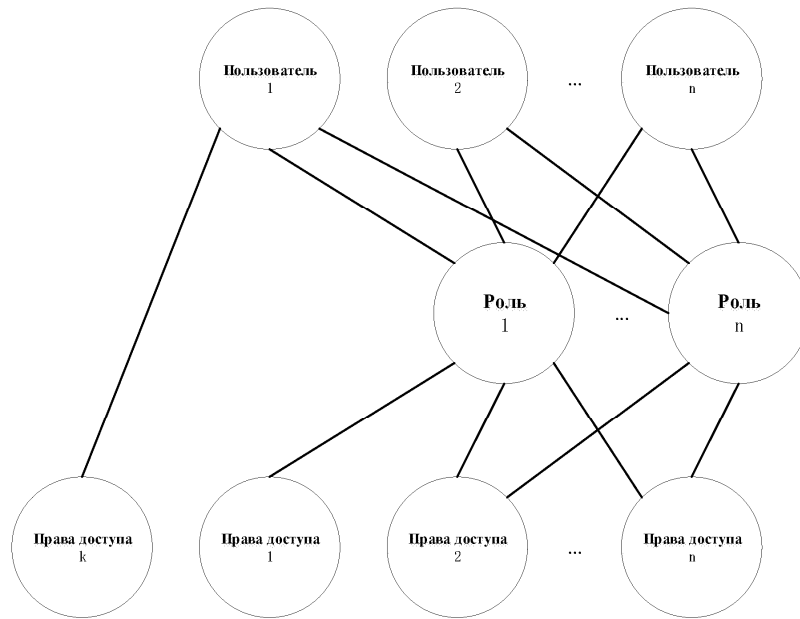 Пользователь
1
Пользователь
2
...
Пользователь
n
Роль
1
...
Роль
n
Права доступа
k
Права доступа
1
Права доступа
2
...
Права доступа
n